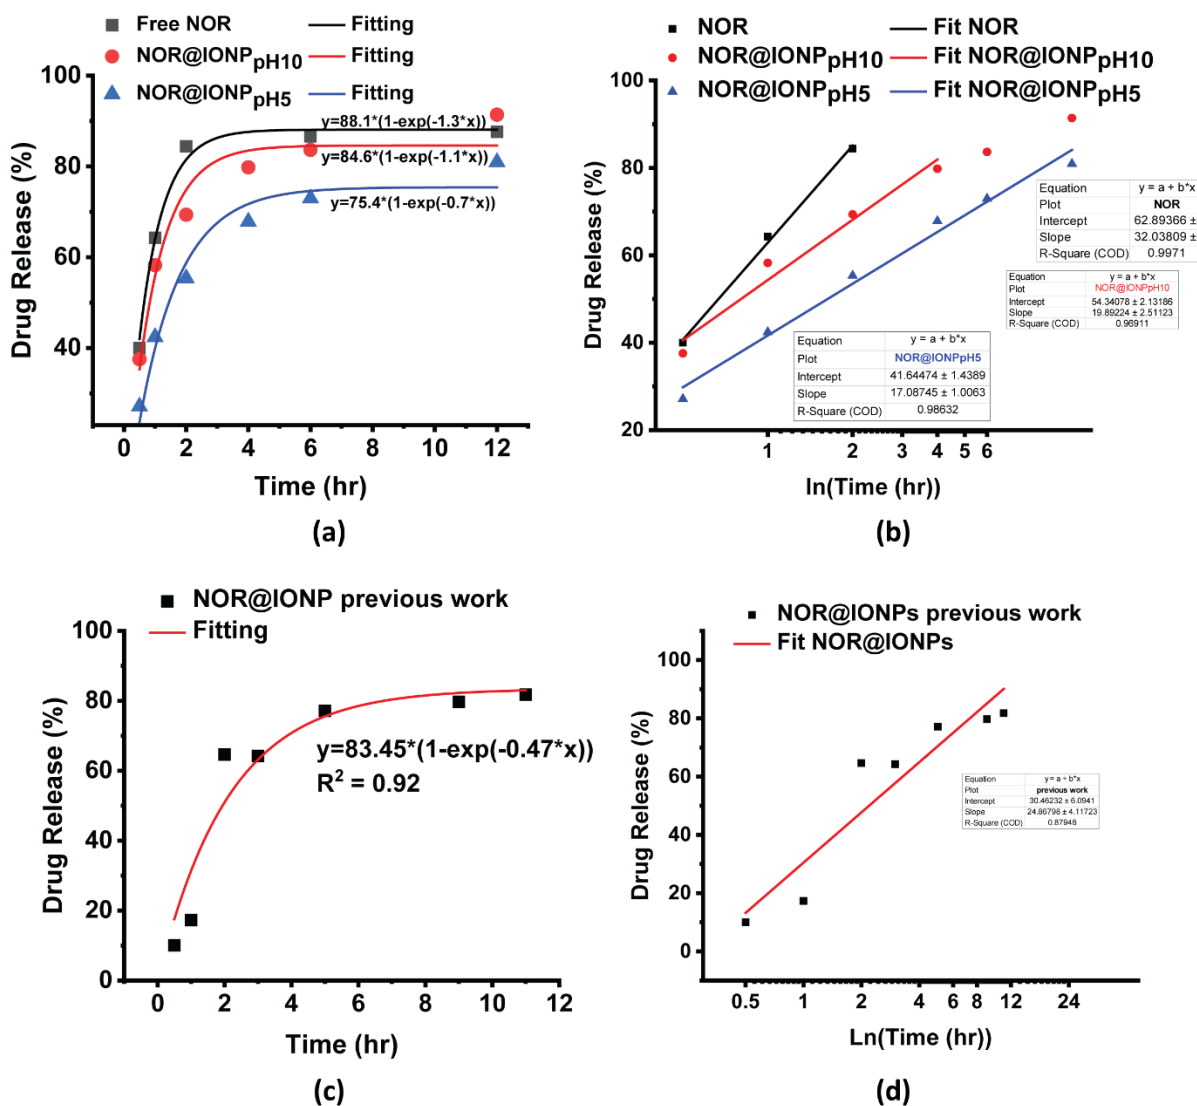 Free NOR Fitting
NOR@IONPpH10 Fitting
NOR@IONPpH5 Fitting
100
80
60
40
Drug Release (%)
y=88.1*(1-exp(-1.3*x))
y=84.6*(1-exp(-1.1*x))
y=75.4*(1-exp(-0.7*x))
0 2 4 6 8 10 12
Time (hr)
(a)
NOR Fit NOR
NOR@IONPpH10 Fit NOR@IONPpH10
NOR@IONPpH5 Fit NOR@IONPpH5
100
80
60
40
20
Drug Release (%)
Equation y = a + b*x
Plot NOR
Intercept 62.89366 ±
Slope 32.03809 ±
R-Square (COD) 0.9971
Equation y = a + b*x
Plot NOR@IONPpH10
Intercept 54.34078 ± 2.13186
Slope 19.89224 ± 2.51123
R-Square (COD) 0.96911
Equation y = a + b*x
Plot NOR@IONPpH5
Intercept 41.64474 ± 1.4389
Slope 17.08745 ± 1.0063
R-Square (COD) 0.98632
1 2 3 4 5 6
ln(Time (hr))
(b)
NOR@IONP previous work
Fitting
100
80
60
40
20
0
Drug Release (%)
y=83.45*(1-exp(-0.47*x))
R² = 0.92
0 2 4 6 8 10 12
Time (hr)
(c)
NOR@IONPs previous work
Fit NOR@IONPs
100
80
60
40
20
0
Drug Release (%)
Equation y = a + b*x
Plot previous work
Intercept 30.46232 ± 6.0941
Slope 24.86798 ± 4.11723
R-Square (COD) 0.87948
0.5 1 2 4 6 8 12 24
Ln(Time (hr))
(d)